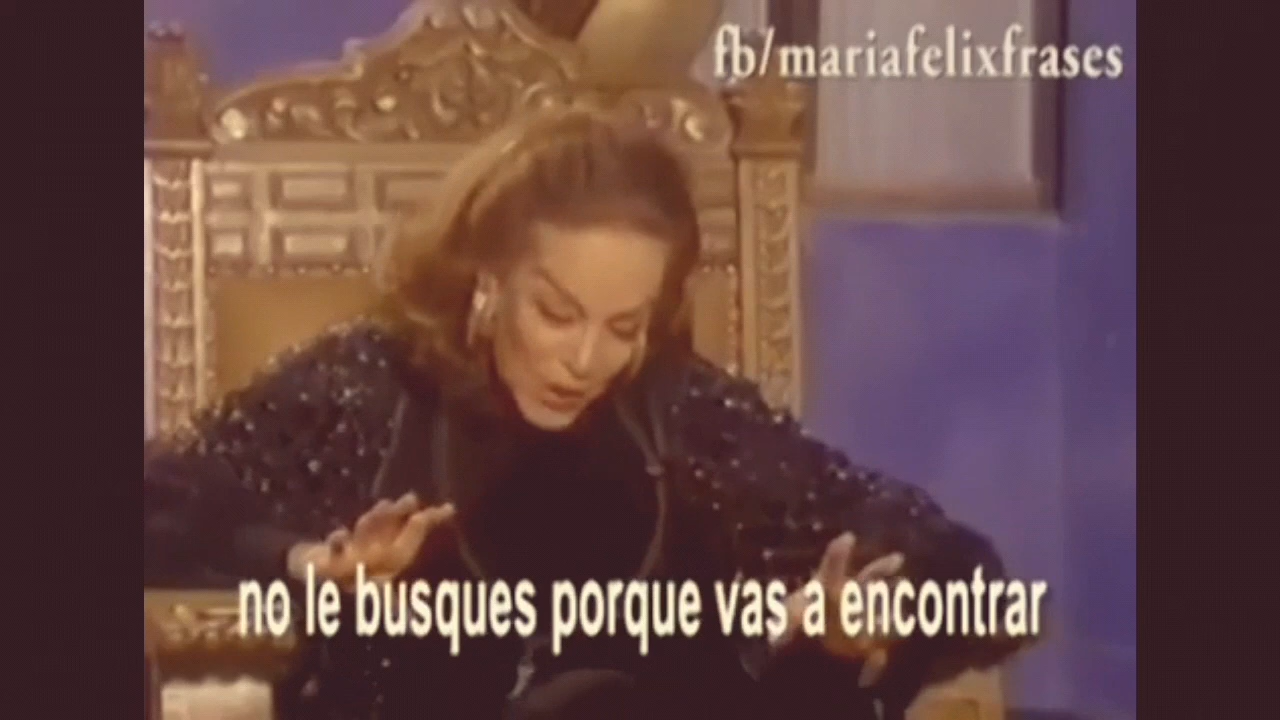 fb/mariafelixfrases
no le busques porque vas a encontrar